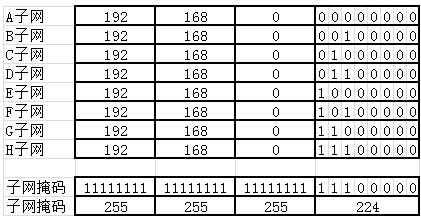 A子网 192 168 0 0 0 0 0 0 0 0 0
B子网 192 168 0 0 0 1 0 0 0 0 0
C子网 192 168 0 0 1 0 0 0 0 0 0
D子网 192 168 0 0 1 1 0 0 0 0 0
E子网 192 168 0 1 0 0 0 0 0 0 0
F子网 192 168 0 1 0 1 0 0 0 0 0
G子网 192 168 0 1 1 0 0 0 0 0 0
H子网 192 168 0 1 1 1 0 0 0 0 0
子网掩码 11111111 11111111 11111111 1 1 1 0 0 0 0 0
子网掩码 255 255 255 224